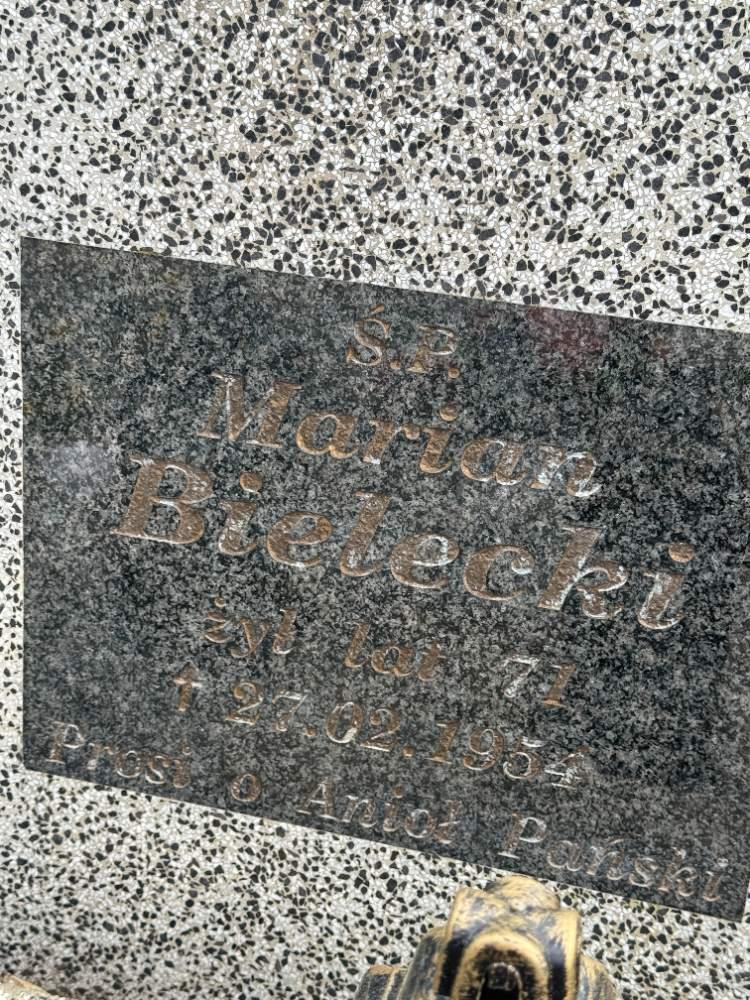 Ś.P.
Marian
Bielecki
żył lat 71
† 27.02.1954
Prosi o Anioł Pański